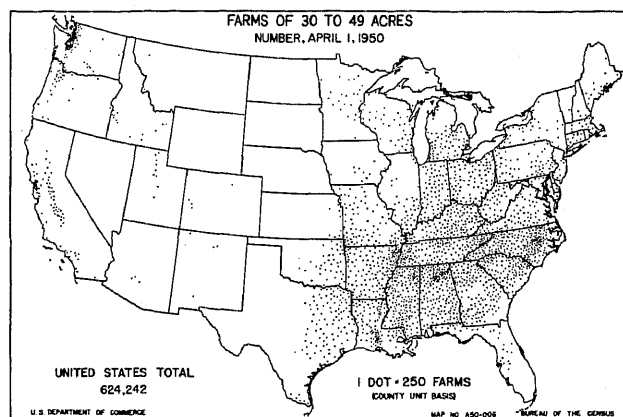 FARMS OF 30 TO 49 ACRES
NUMBER, APRIL 1, 1950
UNITED STATES TOTAL
624,242
1 DOT = 250 FARMS
(COUNTY UNIT BASIS)
U.S. DEPARTMENT OF COMMERCE
MAP NO. A50-006
BUREAU OF THE CENSUS